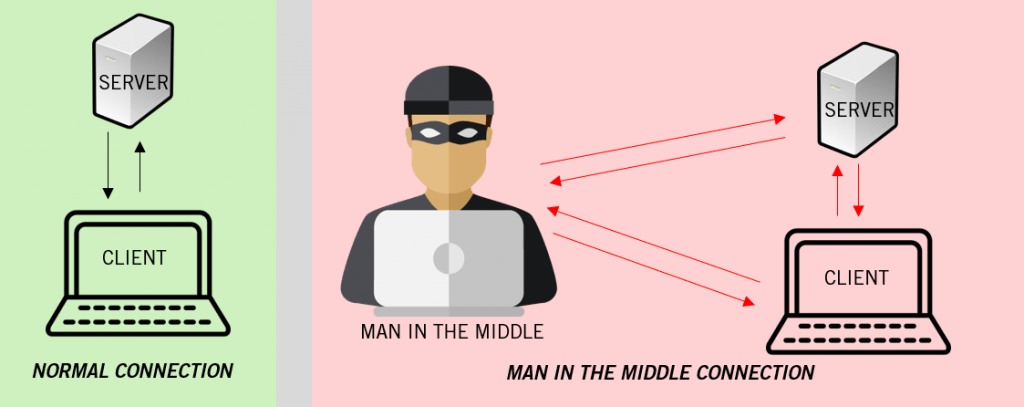 SERVER
CLIENT
NORMAL CONNECTION
SERVER
CLIENT
MAN IN THE MIDDLE
MAN IN THE MIDDLE CONNECTION